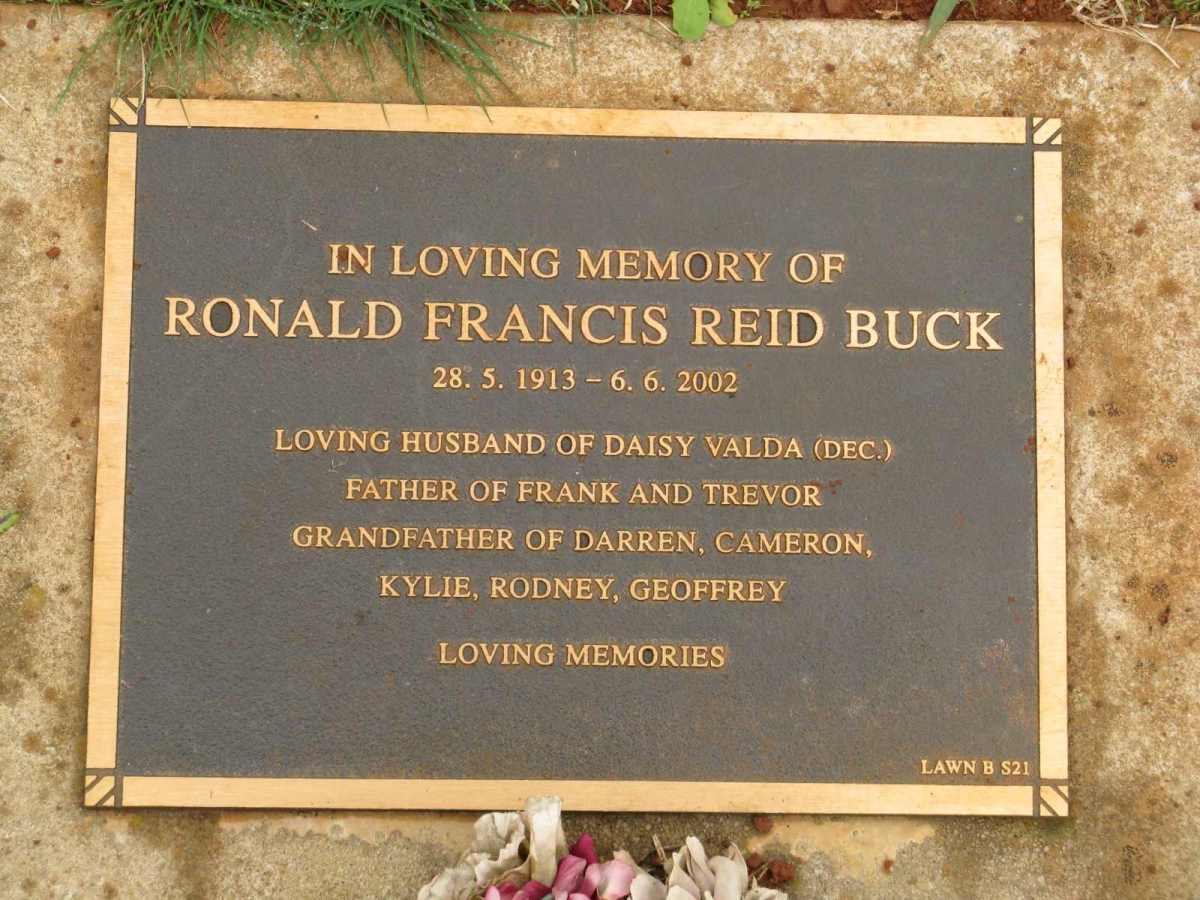 IN LOVING MEMORY OF
RONALD FRANCIS REID BUCK
28. 5. 1913 – 6. 6. 2002
LOVING HUSBAND OF DAISY VALDA (DEC.)
FATHER OF FRANK AND TREVOR
GRANDFATHER OF DARREN, CAMERON,
KYLIE, RODNEY, GEOFFREY
LOVING MEMORIES
LAWN B S21